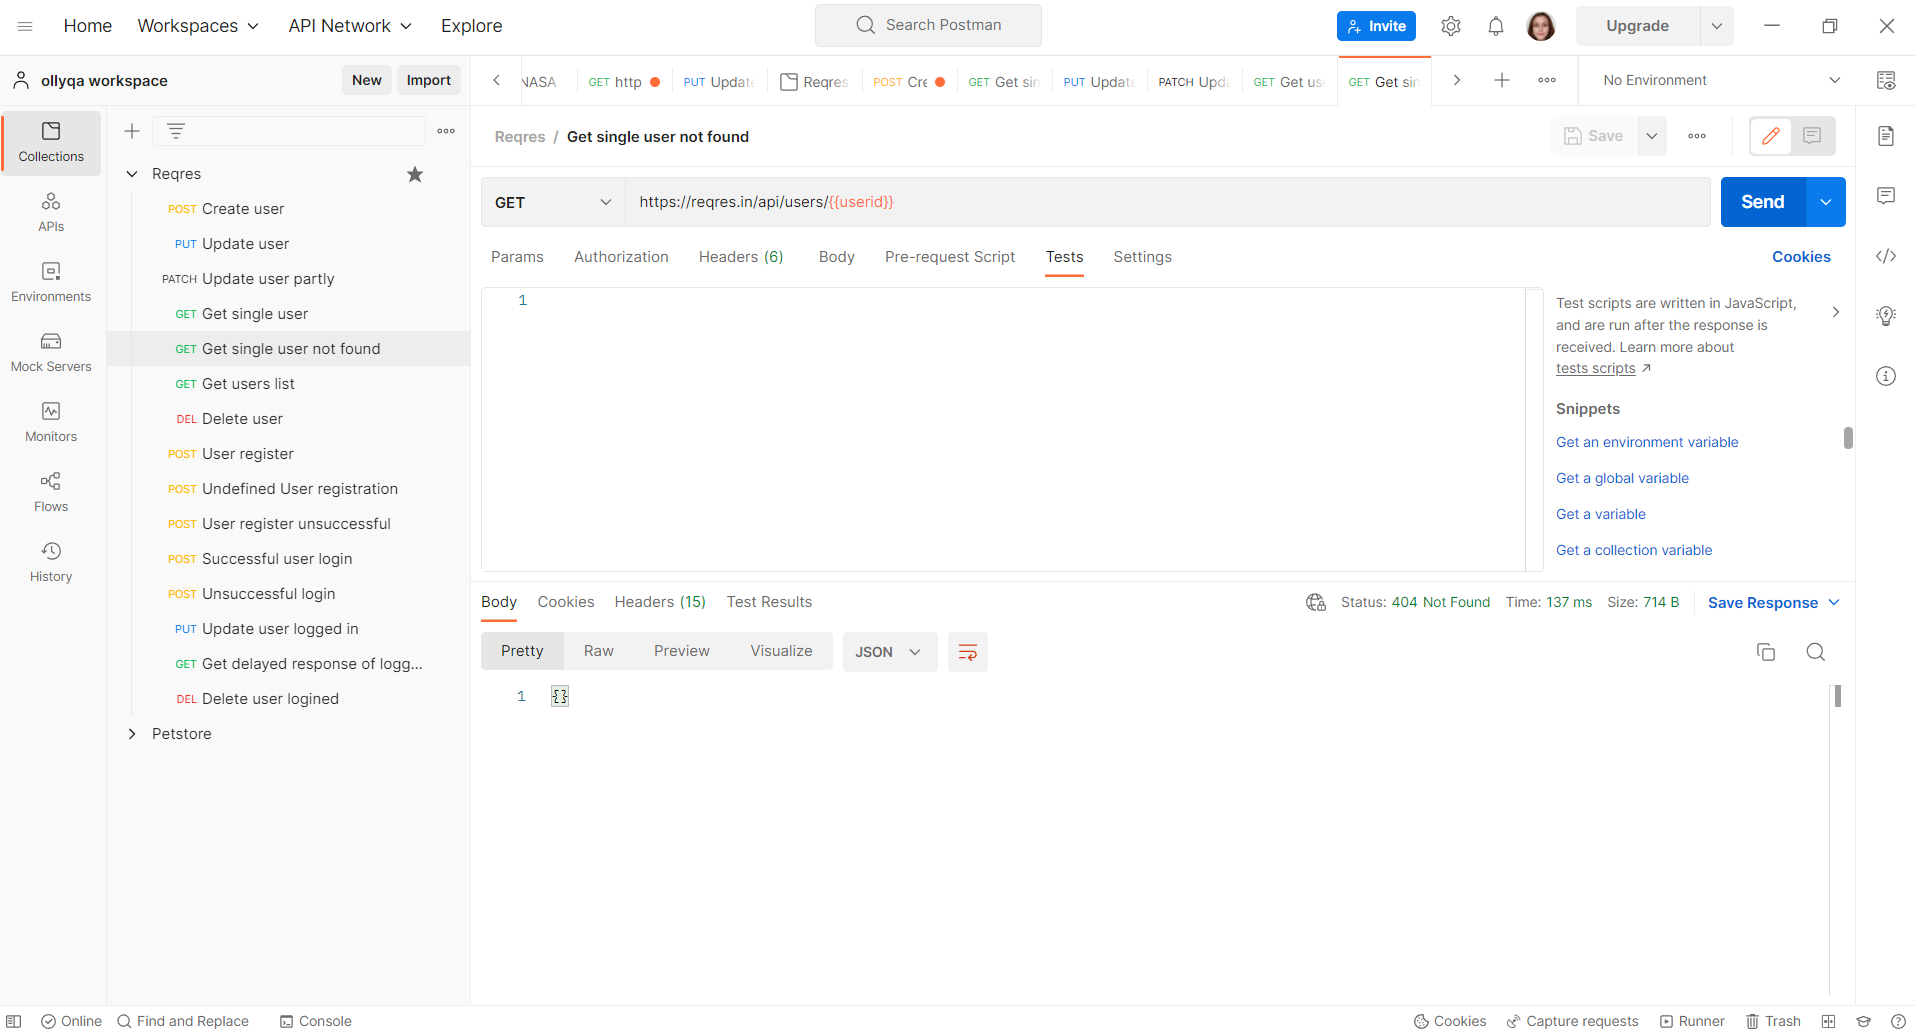 Home Workspaces API Network Explore Search Postman Invite Upgrade
ollyqa workspace New Import
NASA GET http PUT Update Reqres POST Cre GET Get sin PUT Update PATCH Upda GET Get us GET Get sin No Environment
Collections
APIs
Environments
Mock Servers
Monitors
Flows
History
Reqres
POST Create user
PUT Update user
PATCH Update user partly
GET Get single user
GET Get single user not found
GET Get users list
DEL Delete user
POST User register
POST Undefined User registration
POST User register unsuccessful
POST Successful user login
POST Unsuccessful login
PUT Update user logged in
GET Get delayed response of logg...
DEL Delete user logined
Petstore
Reqres / Get single user not found Save
GET https://reqres.in/api/users/{{userid}} Send
Params Authorization Headers (6) Body Pre-request Script Tests Settings Cookies
1
Test scripts are written in JavaScript,
and are run after the response is
received. Learn more about
tests scripts
Snippets
Get an environment variable
Get a global variable
Get a variable
Get a collection variable
Body Cookies Headers (15) Test Results Status: 404 Not Found Time: 137 ms Size: 714 B Save Response
Pretty Raw Preview Visualize JSON
1 {}
Online Find and Replace Console Cookies Capture requests Runner Trash